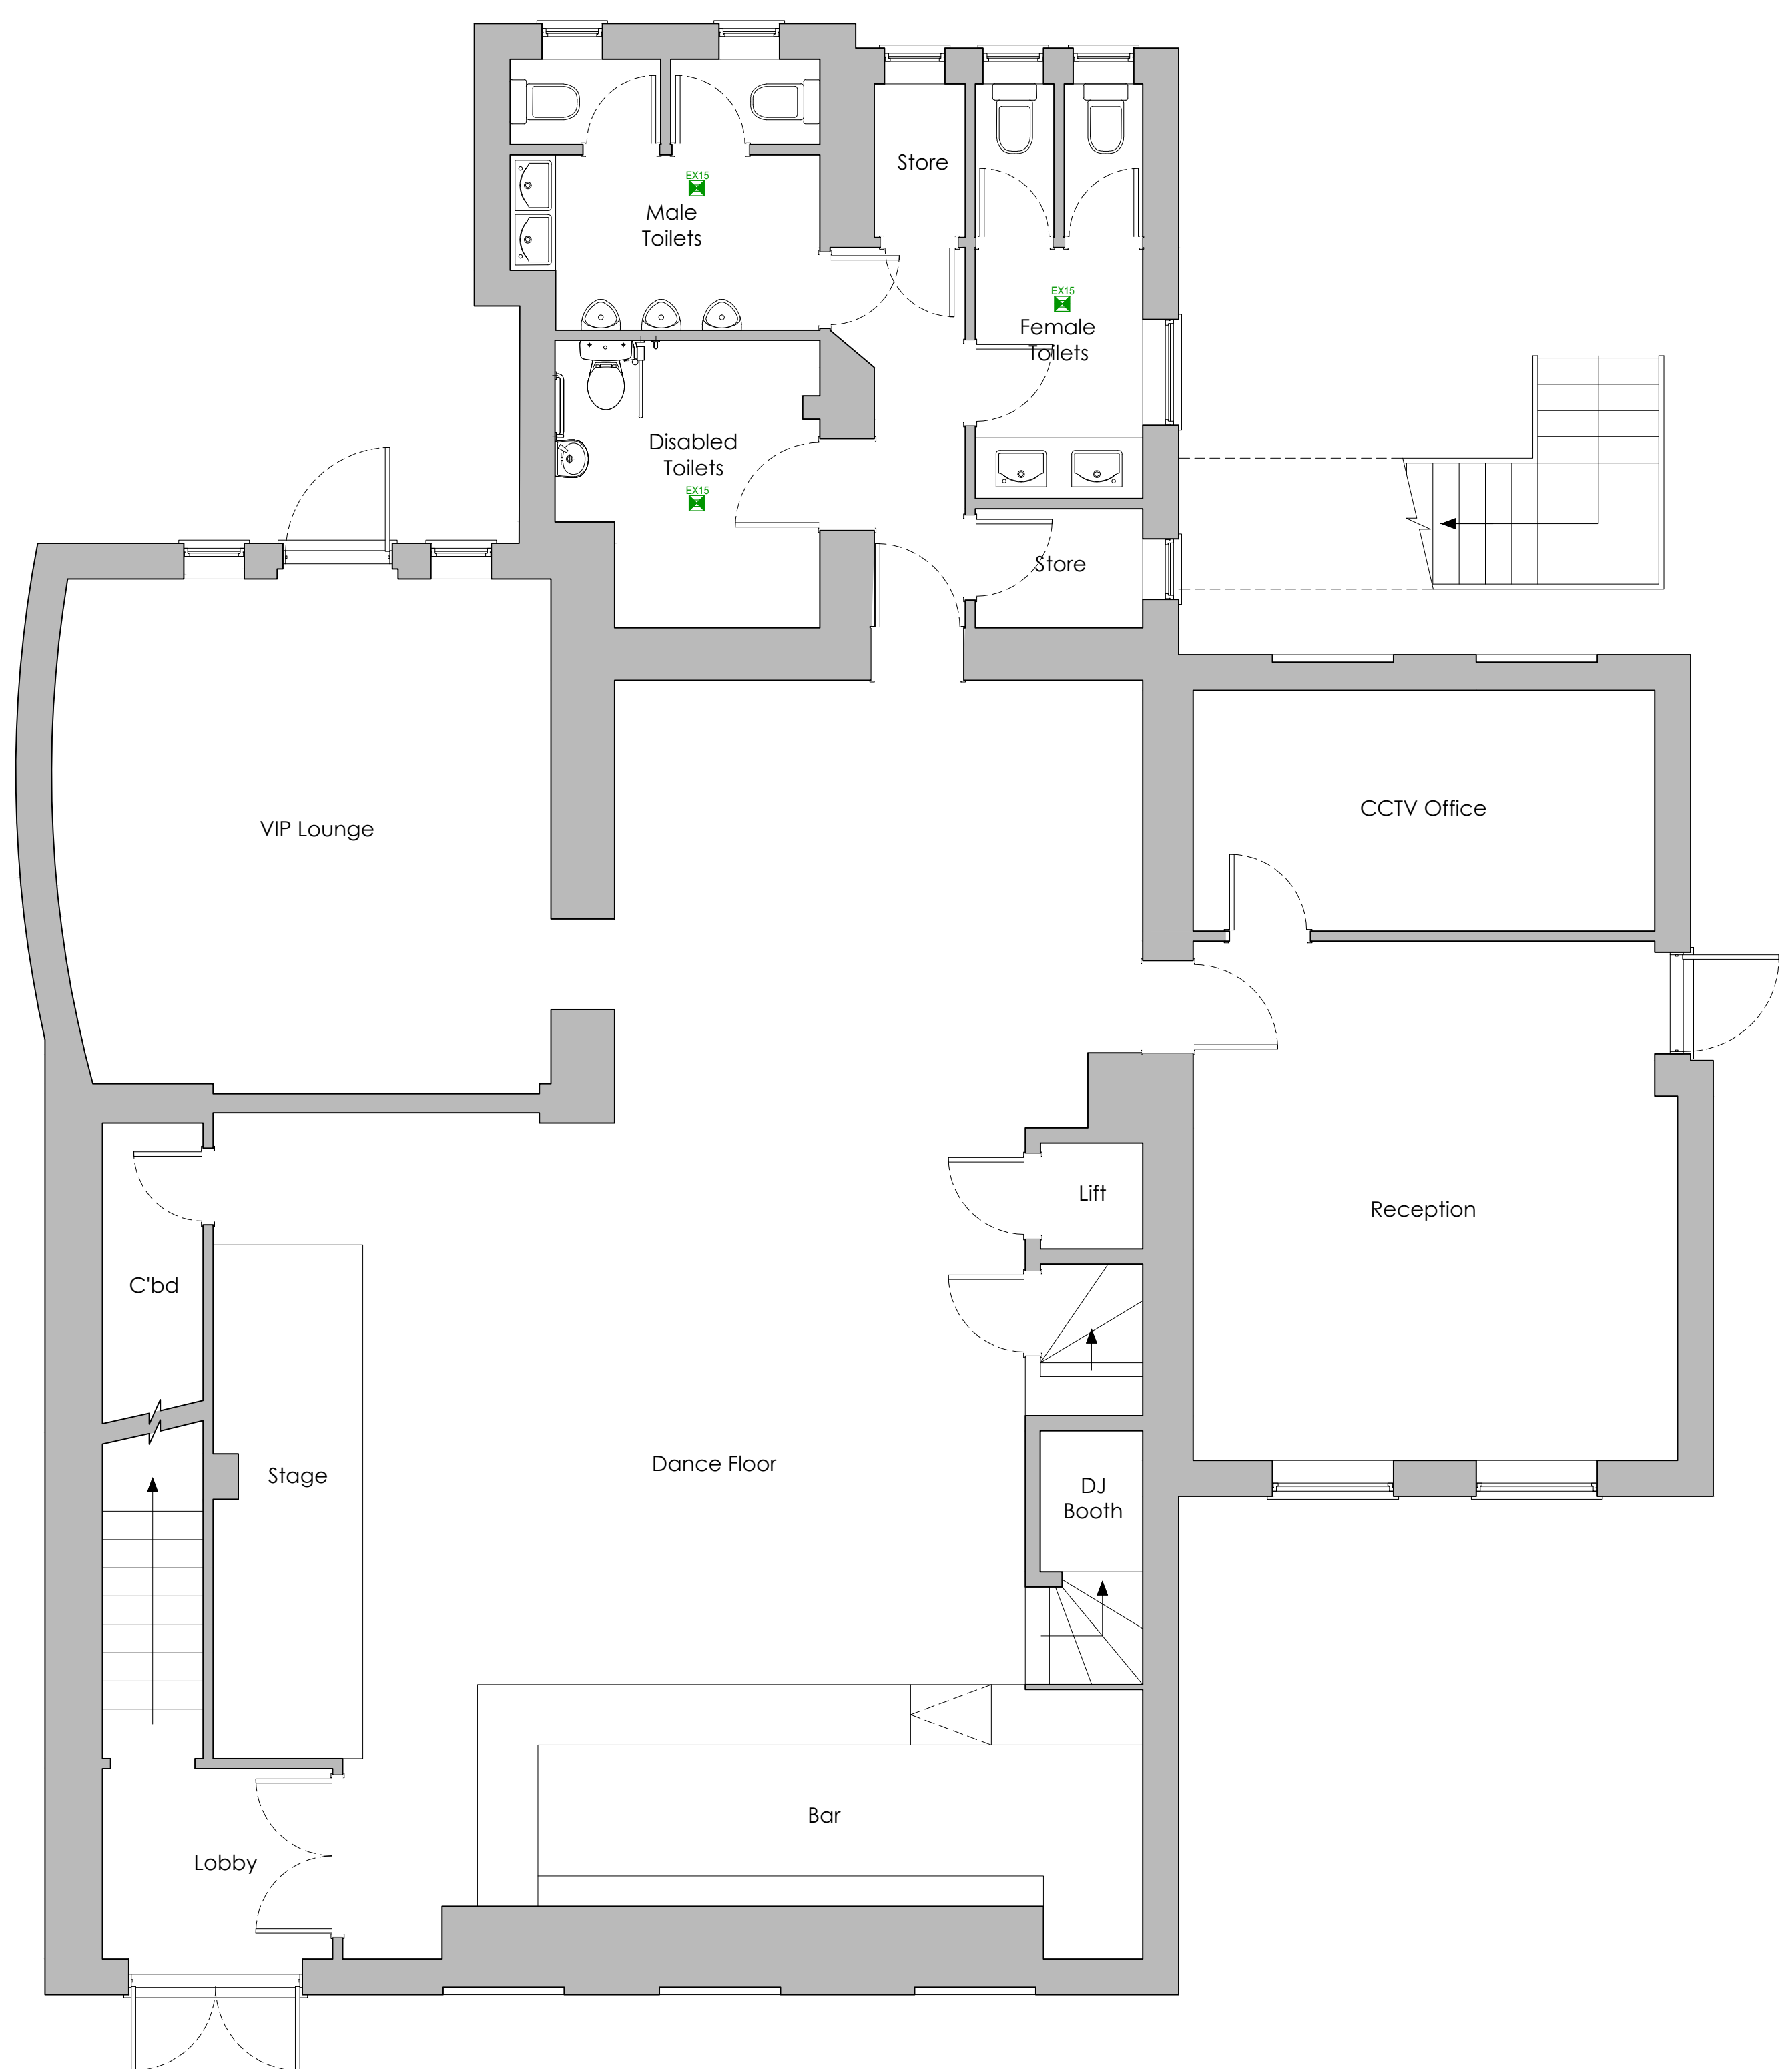 Store
EX15
Male
Toilets
EX15
Female
Toilets
Disabled
Toilets
EX15
Store
VIP Lounge
CCTV Office
Lift
Reception
C'bd
Stage
Dance Floor
DJ
Booth
Bar
Lobby